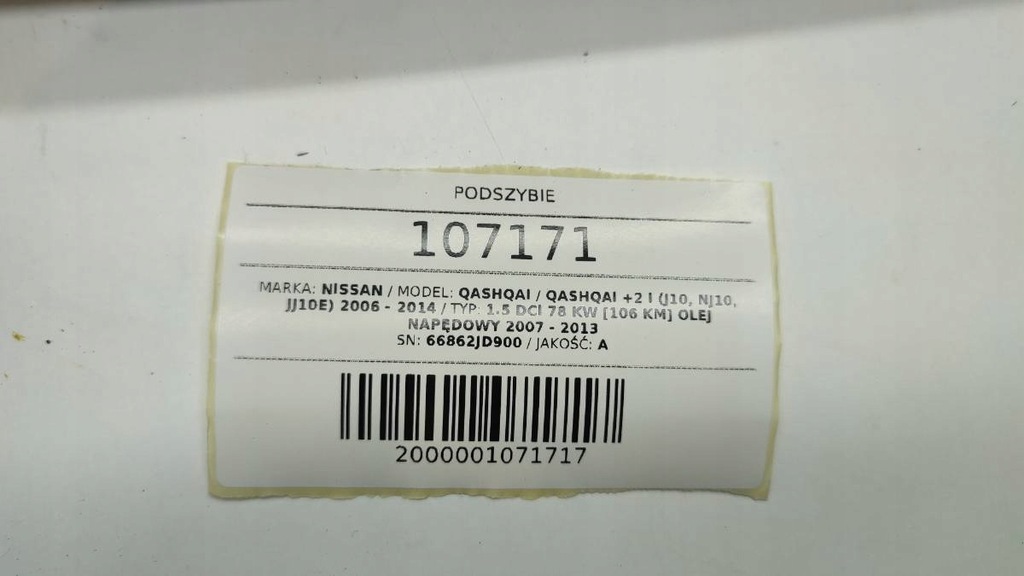 PODSZYBIE
107171
MARKA: NISSAN / MODEL: QASHQAI / QASHQAI +2 I (J10, NJ10,
JJ10E) 2006 - 2014 / TYP: 1.5 DCI 78 KW [106 KM] OLEJ
NAPĘDOWY 2007 - 2013
SN: 66862JD900 / JAKOŚĆ: A
2000001071717